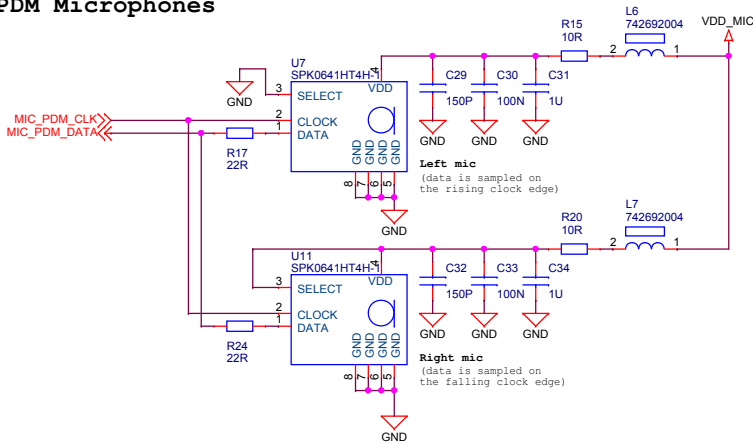 PDM Microphones
L6
742692004
VDD_MIC
R15
10R
2
1
U7
SPK0641HT4H-1
4
VDD
C29
150P
C30
100N
C31
1U
GND
3
SELECT
MIC_PDM_CLK
2
CLOCK
MIC_PDM_DATA
1
DATA
R17
22R
GND
GND
GND
GND
8
7
6
5
GND
GND
GND
Left mic
(data is sampled on
the rising clock edge)
GND
L7
742692004
R20
10R
2
1
U11
SPK0641HT4H-1
4
VDD
C32
150P
C33
100N
C34
1U
3
SELECT
2
CLOCK
1
DATA
R24
22R
GND
GND
GND
GND
8
7
6
5
GND
GND
GND
Right mic
(data is sampled on
the falling clock edge)
GND